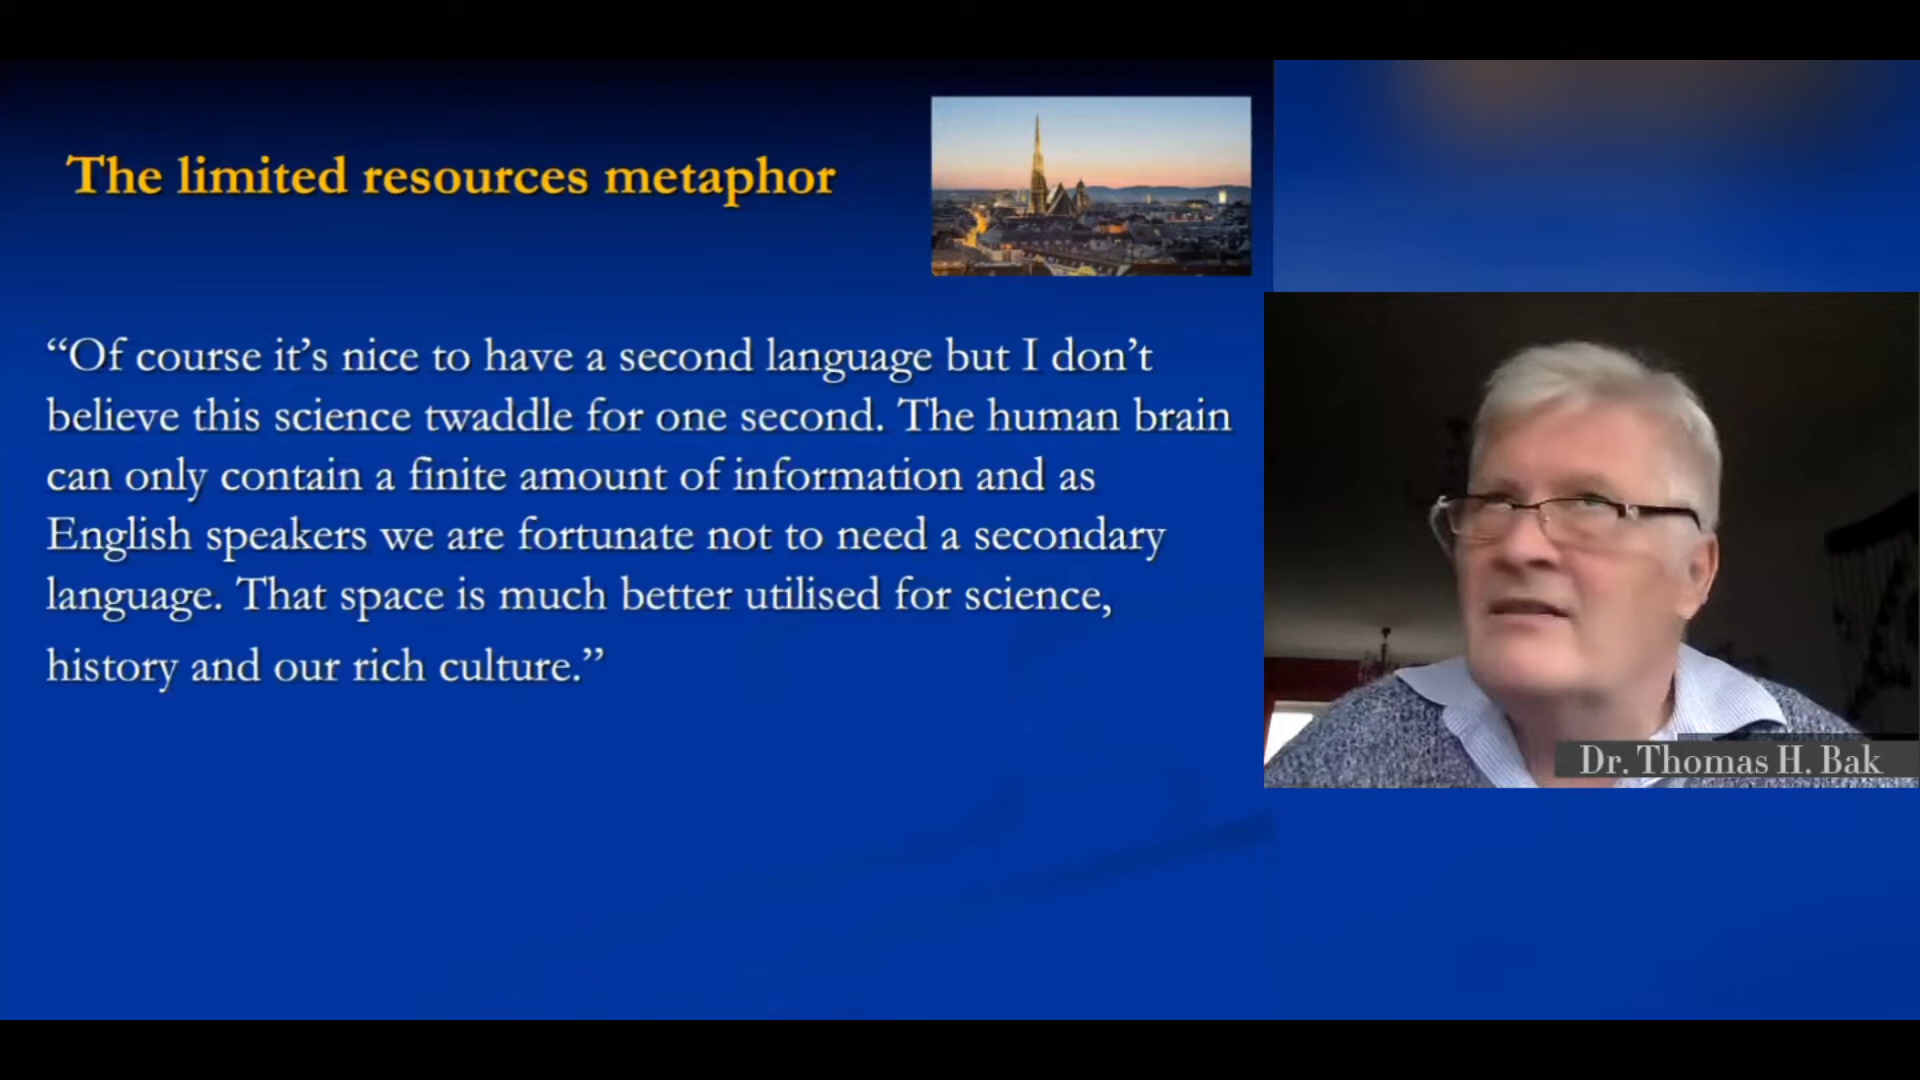 The limited resources metaphor
“Of course it’s nice to have a second language but I don’t
believe this science twaddle for one second. The human brain
can only contain a finite amount of information and as
English speakers we are fortunate not to need a secondary
language. That space is much better utilised for science,
history and our rich culture.”
Dr. Thomas H. Bak